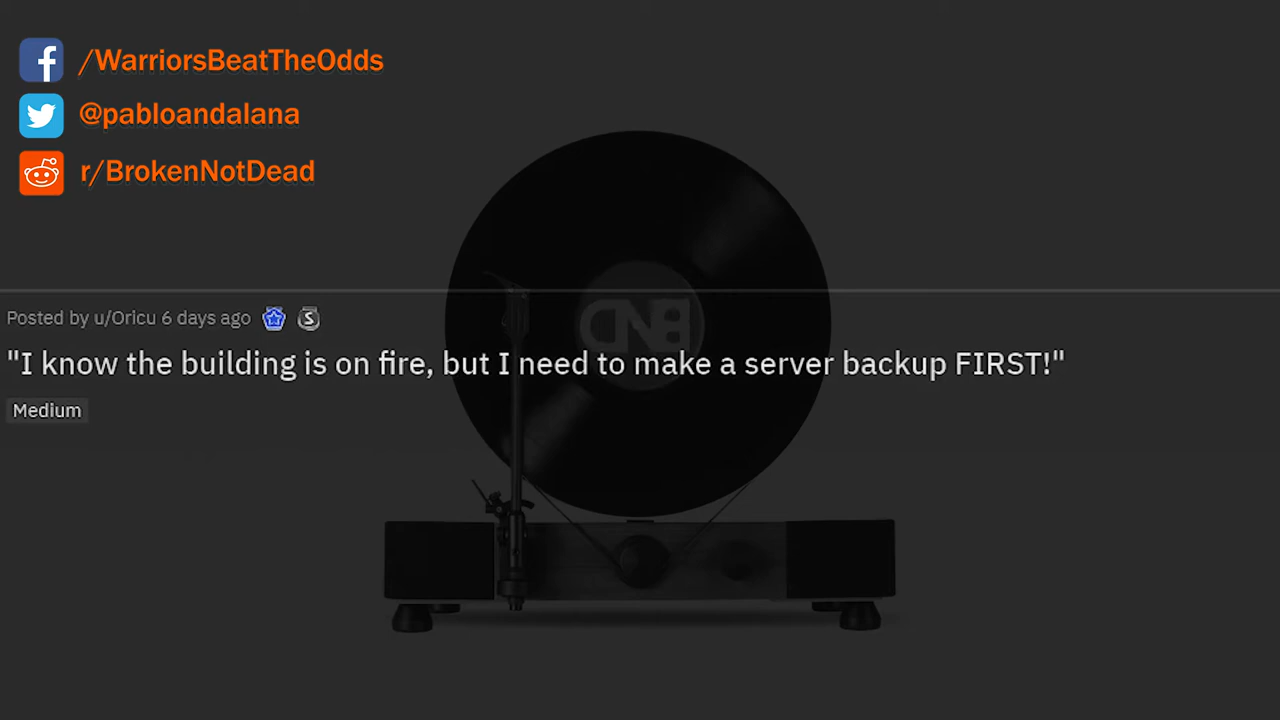 /WarriorsBeatTheOdds
@pabloandalana
r/BrokenNotDead
Posted by u/Oricu 6 days ago
"I know the building is on fire, but I need to make a server backup FIRST!"
Medium